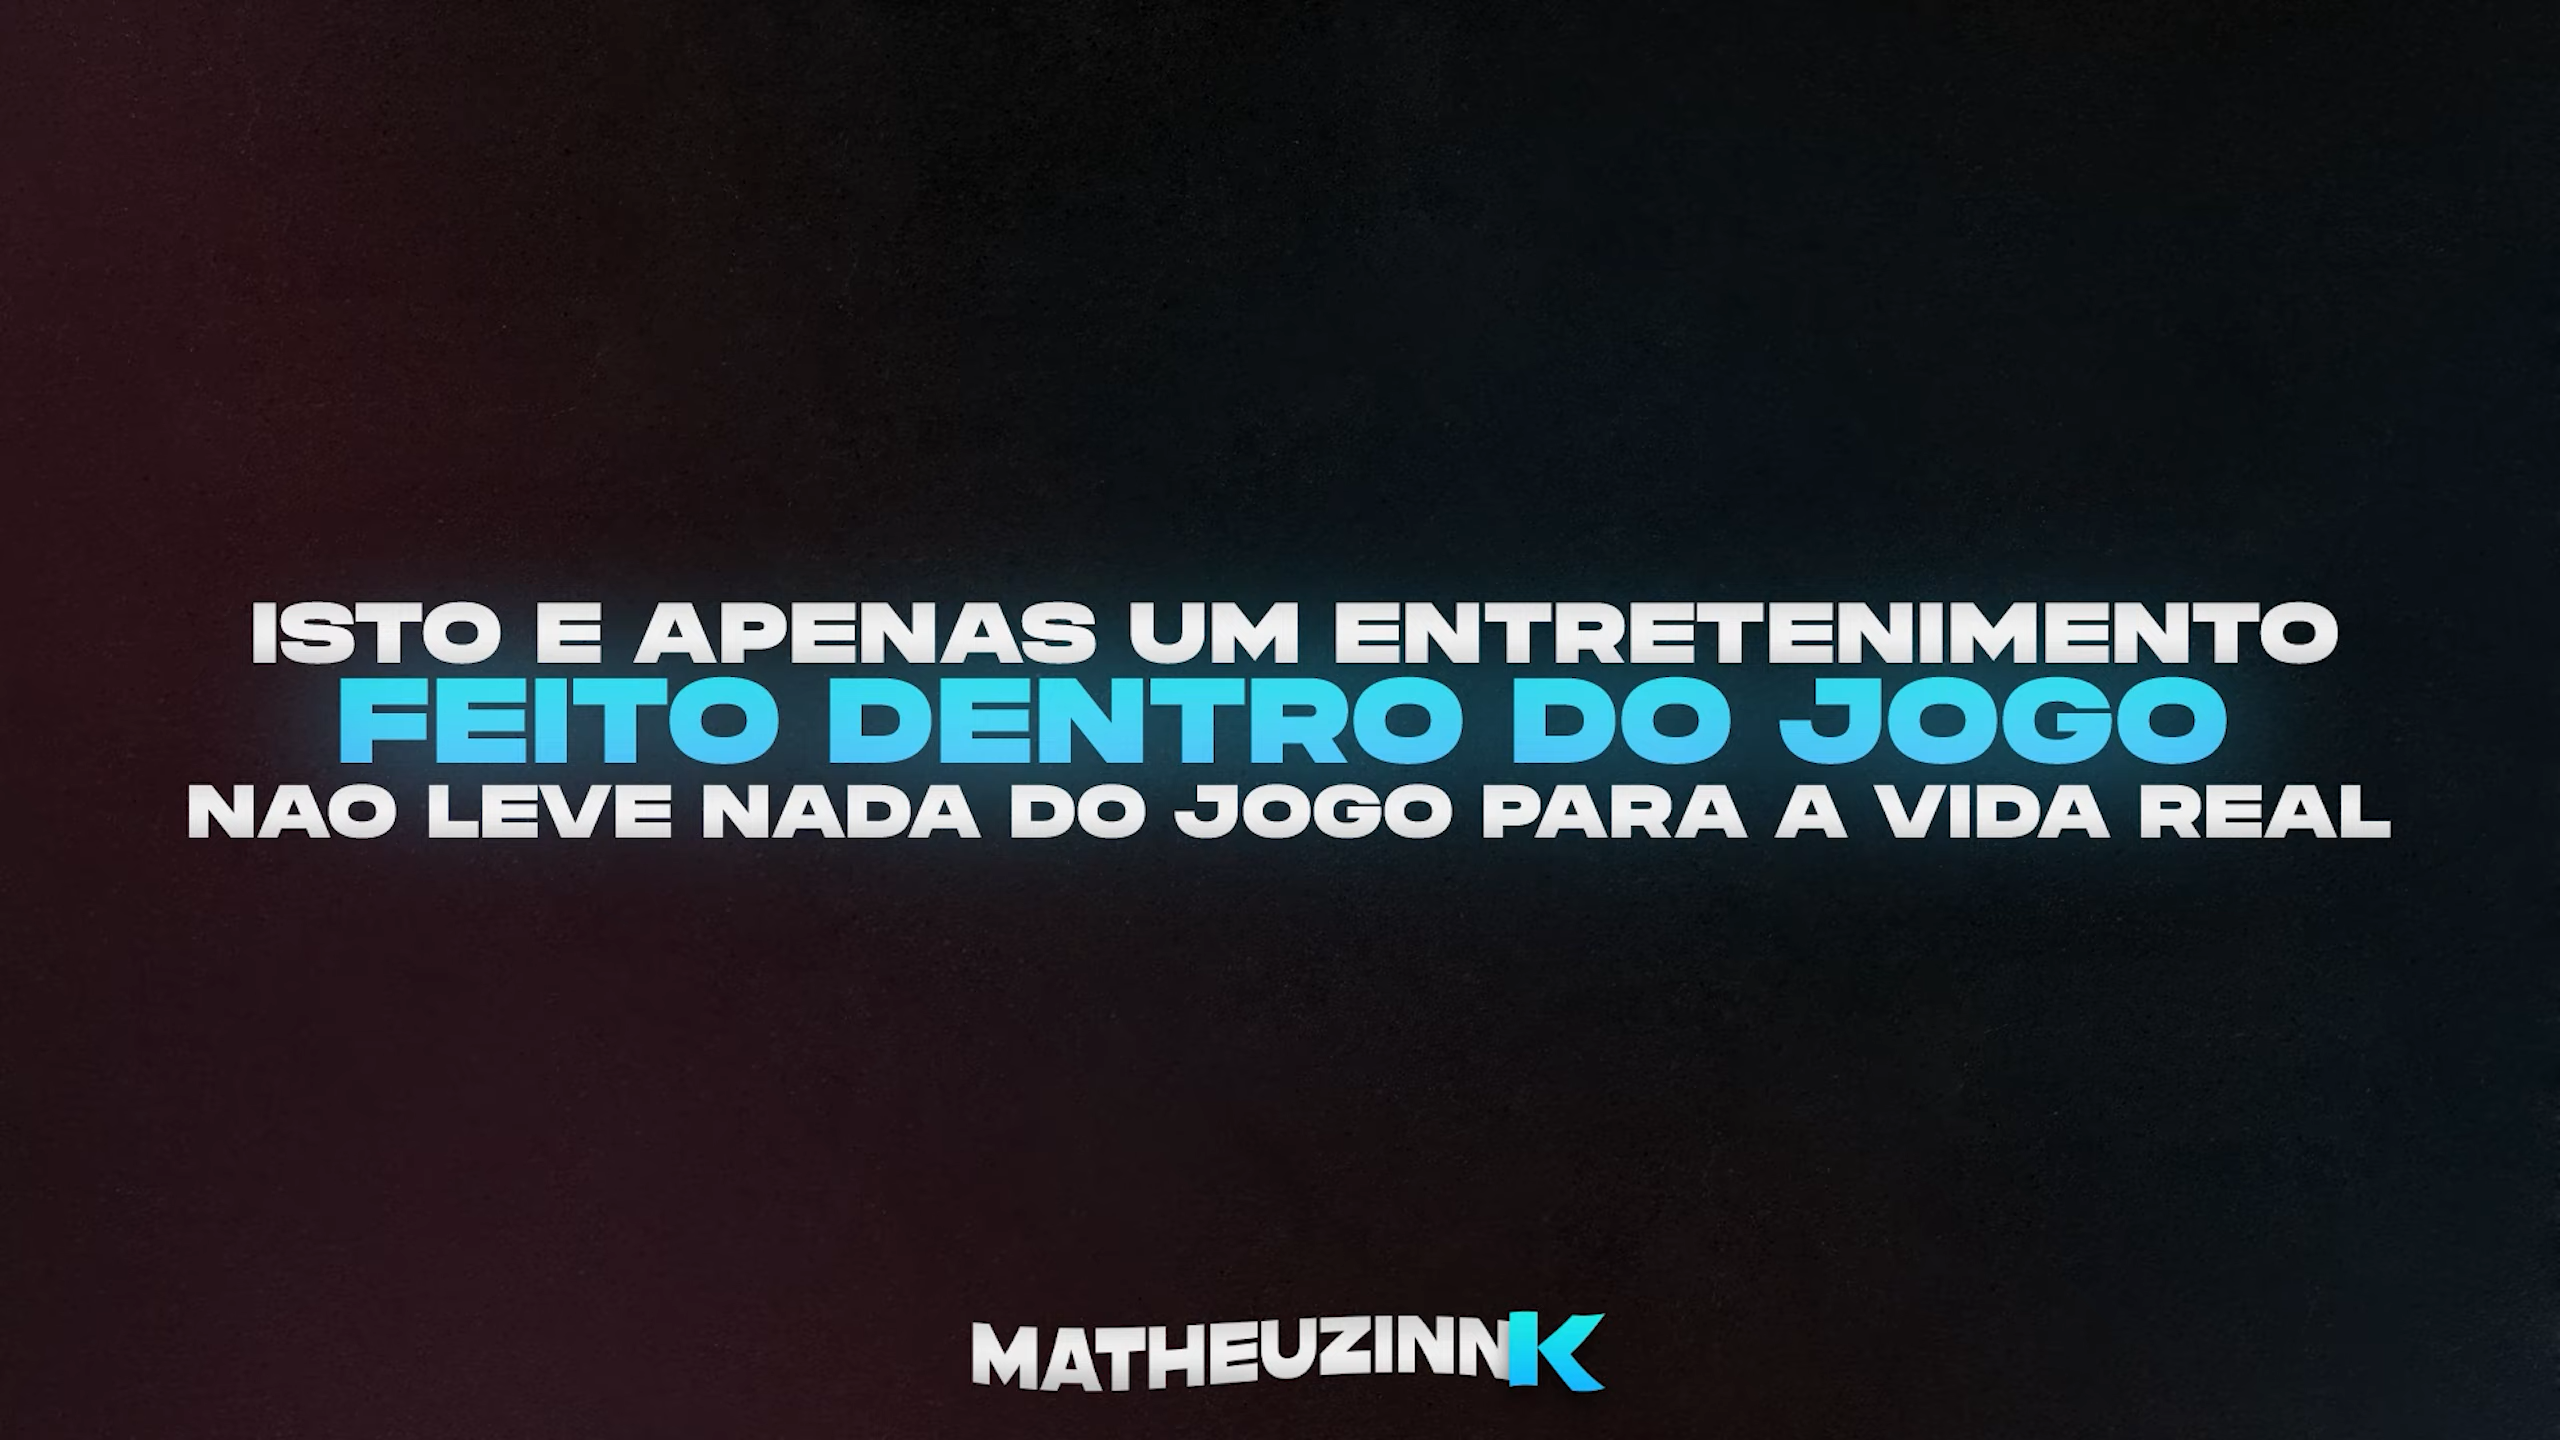 ISTO E APENAS UM ENTRETENIMENTO
FEITO DENTRO DO JOGO
NAO LEVE NADA DO JOGO PARA A VIDA REAL
MATHEUZINNK